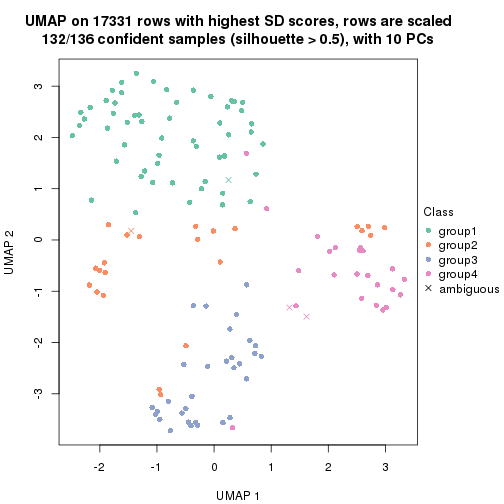 UMAP on 17331 rows with highest SD scores, rows are scaled
132/136 confident samples (silhouette > 0.5), with 10 PCs
3
2
1
0
-1
-2
-3
UMAP 2
-2
-1
0
1
2
3
UMAP 1
Class
group1
group2
group3
group4
ambiguous